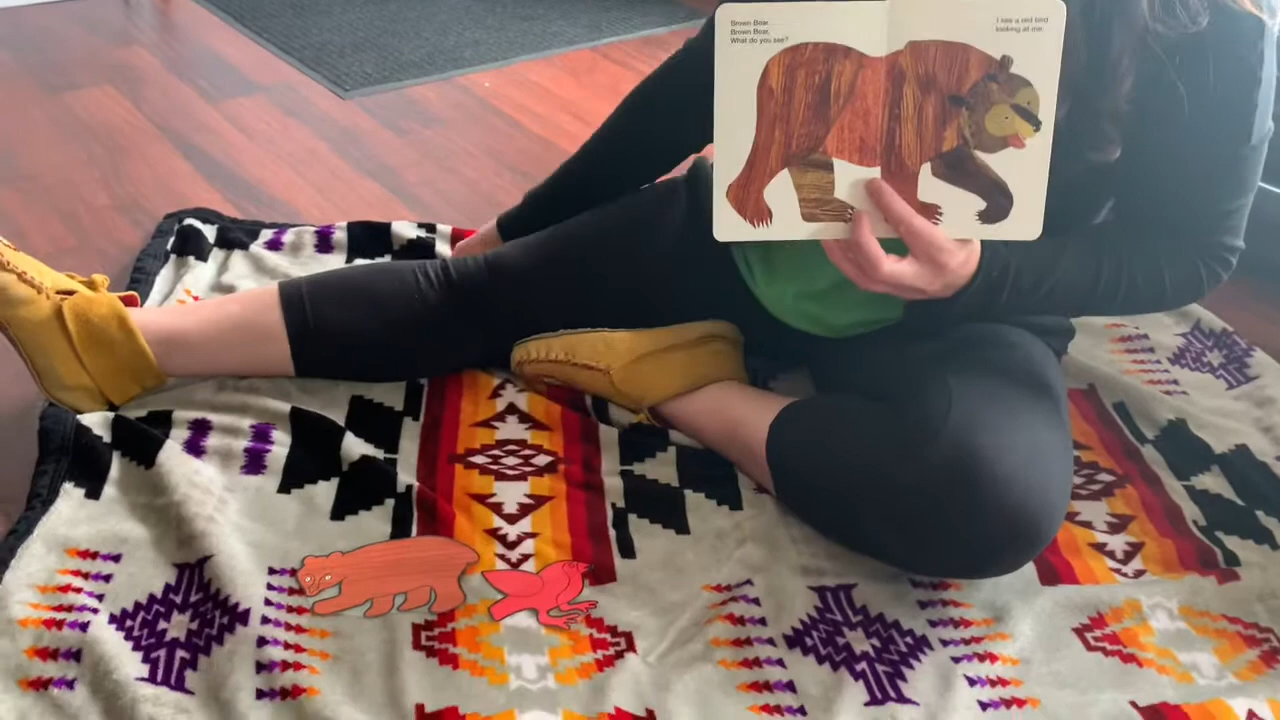 Brown Bear,
Brown Bear,
What do you see?
I see a red bird
looking at me.